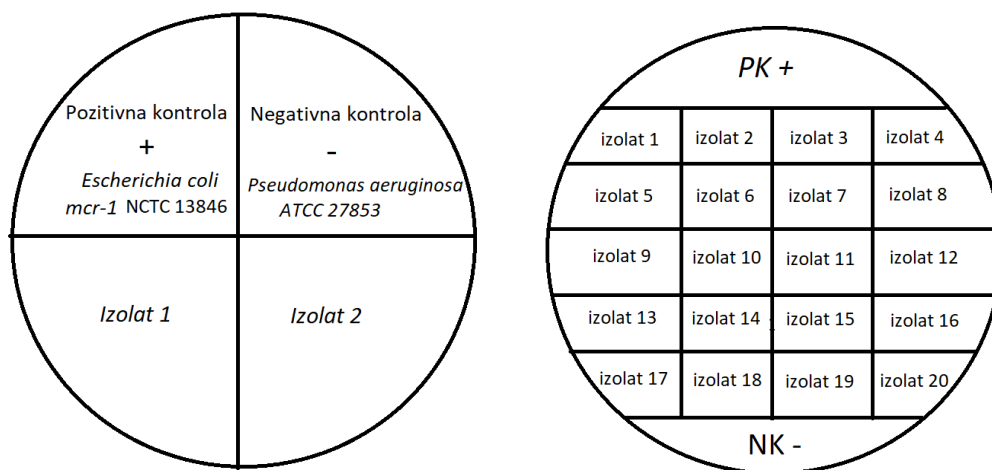 Pozitivna kontrola
+
Escherichia coli
mcr-1 NCTC 13846
Negativna kontrola
-
Pseudomonas aeruginosa
ATCC 27853
Izolat 1
Izolat 2
PK +
izolat 1 izolat 2 izolat 3 izolat 4
izolat 5 izolat 6 izolat 7 izolat 8
izolat 9 izolat 10 izolat 11 izolat 12
izolat 13 izolat 14 izolat 15 izolat 16
izolat 17 izolat 18 izolat 19 izolat 20
NK -